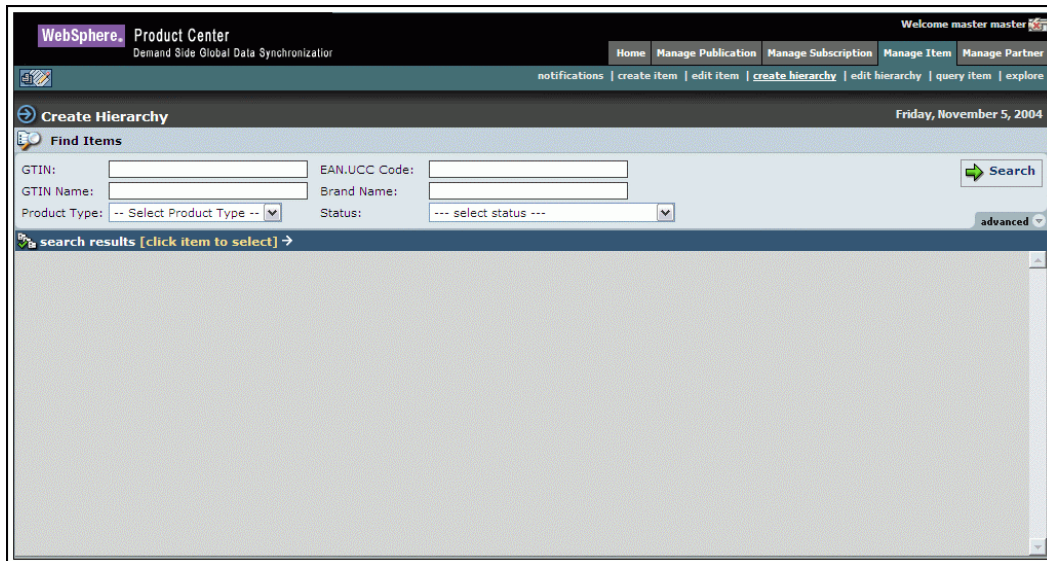 WebSphere. Product Center
Demand Side Global Data Synchronization
Welcome master master
Home Manage Publication Manage Subscription Manage Item Manage Partner
notifications | create item | edit item | create hierarchy | edit hierarchy | query item | explore
Create Hierarchy Friday, November 5, 2004
Find Items
GTIN: EAN.UCC Code: Search
GTIN Name: Brand Name:
Product Type: -- Select Product Type -- Status: --- select status ---
advanced
search results [click item to select] →